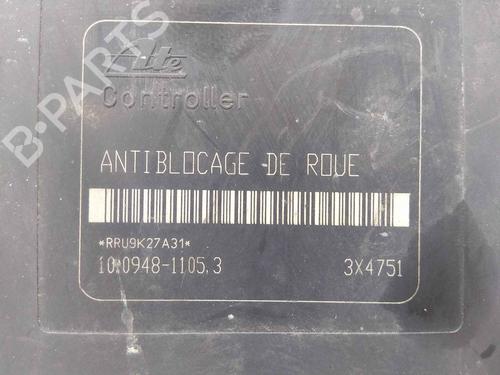 B-PARTS
Ate
Controller
ANTIBLOCAGE DE ROUE
*RRU9K27A31*
10.0948-1105.3 3X4751